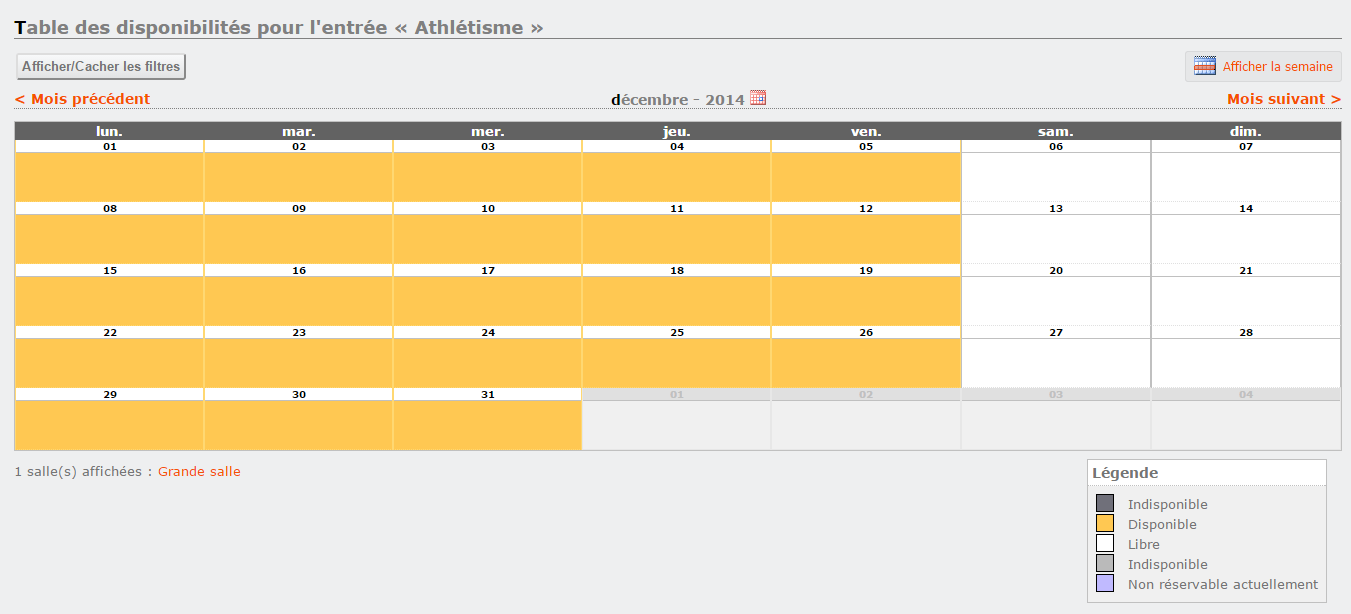 Table des disponibilités pour l'entrée « Athlétisme »
Afficher/Cacher les filtres
Afficher la semaine
< Mois précédent
décembre - 2014
Mois suivant >
lun. mar. mer. jeu. ven. sam. dim.
01 02 03 04 05 06 07
08 09 10 11 12 13 14
15 16 17 18 19 20 21
22 23 24 25 26 27 28
29 30 31 01 02 03 04
1 salle(s) affichées : Grande salle
Légende
Indisponible
Disponible
Libre
Indisponible
Non réservable actuellement